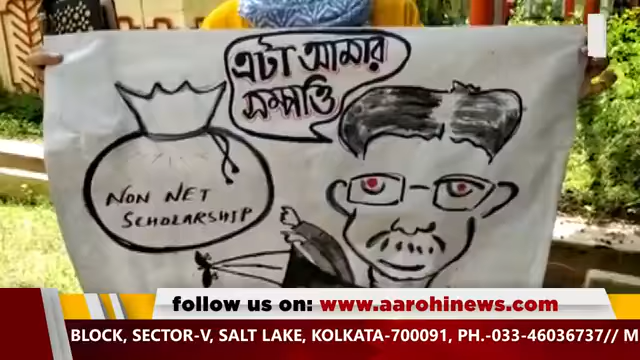 এটা আমার
সম্পত্তি
NON NET
SCHOLARSHIP
follow us on: www.aarohinews.com
BLOCK, SECTOR-V, SALT LAKE, KOLKATA-700091, PH.-033-46036737// M